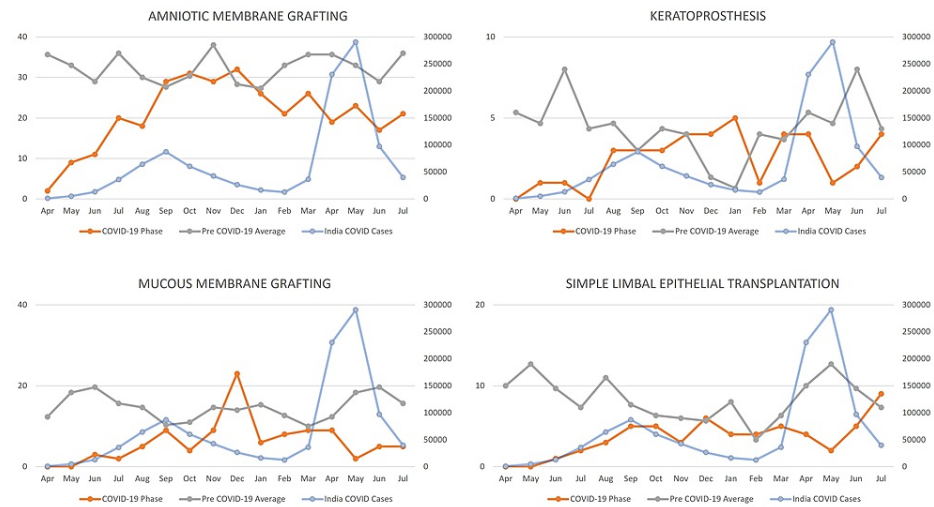 AMNIOTIC MEMBRANE GRAFTING
40 300000
250000
30
200000
20 150000
100000
10
50000
0 0
Apr May Jun Jul Aug Sep Oct Nov Dec Jan Feb Mar Apr May Jun Jul
COVID-19 Phase Pre COVID-19 Average India COVID Cases
KERATOPROSTHESIS
10 300000
250000
200000
5 150000
100000
50000
0 0
Apr May Jun Jul Aug Sep Oct Nov Dec Jan Feb Mar Apr May Jun Jul
COVID-19 Phase Pre COVID-19 Average India COVID Cases
MUCOUS MEMBRANE GRAFTING
40 300000
250000
200000
20 150000
100000
50000
0 0
Apr May Jun Jul Aug Sep Oct Nov Dec Jan Feb Mar Apr May Jun Jul
COVID-19 Phase Pre COVID-19 Average India COVID Cases
SIMPLE LIMBAL EPITHELIAL TRANSPLANTATION
20 300000
250000
200000
10 150000
100000
50000
0 0
Apr May Jun Jul Aug Sep Oct Nov Dec Jan Feb Mar Apr May Jun Jul
COVID-19 Phase Pre COVID-19 Average India COVID Cases